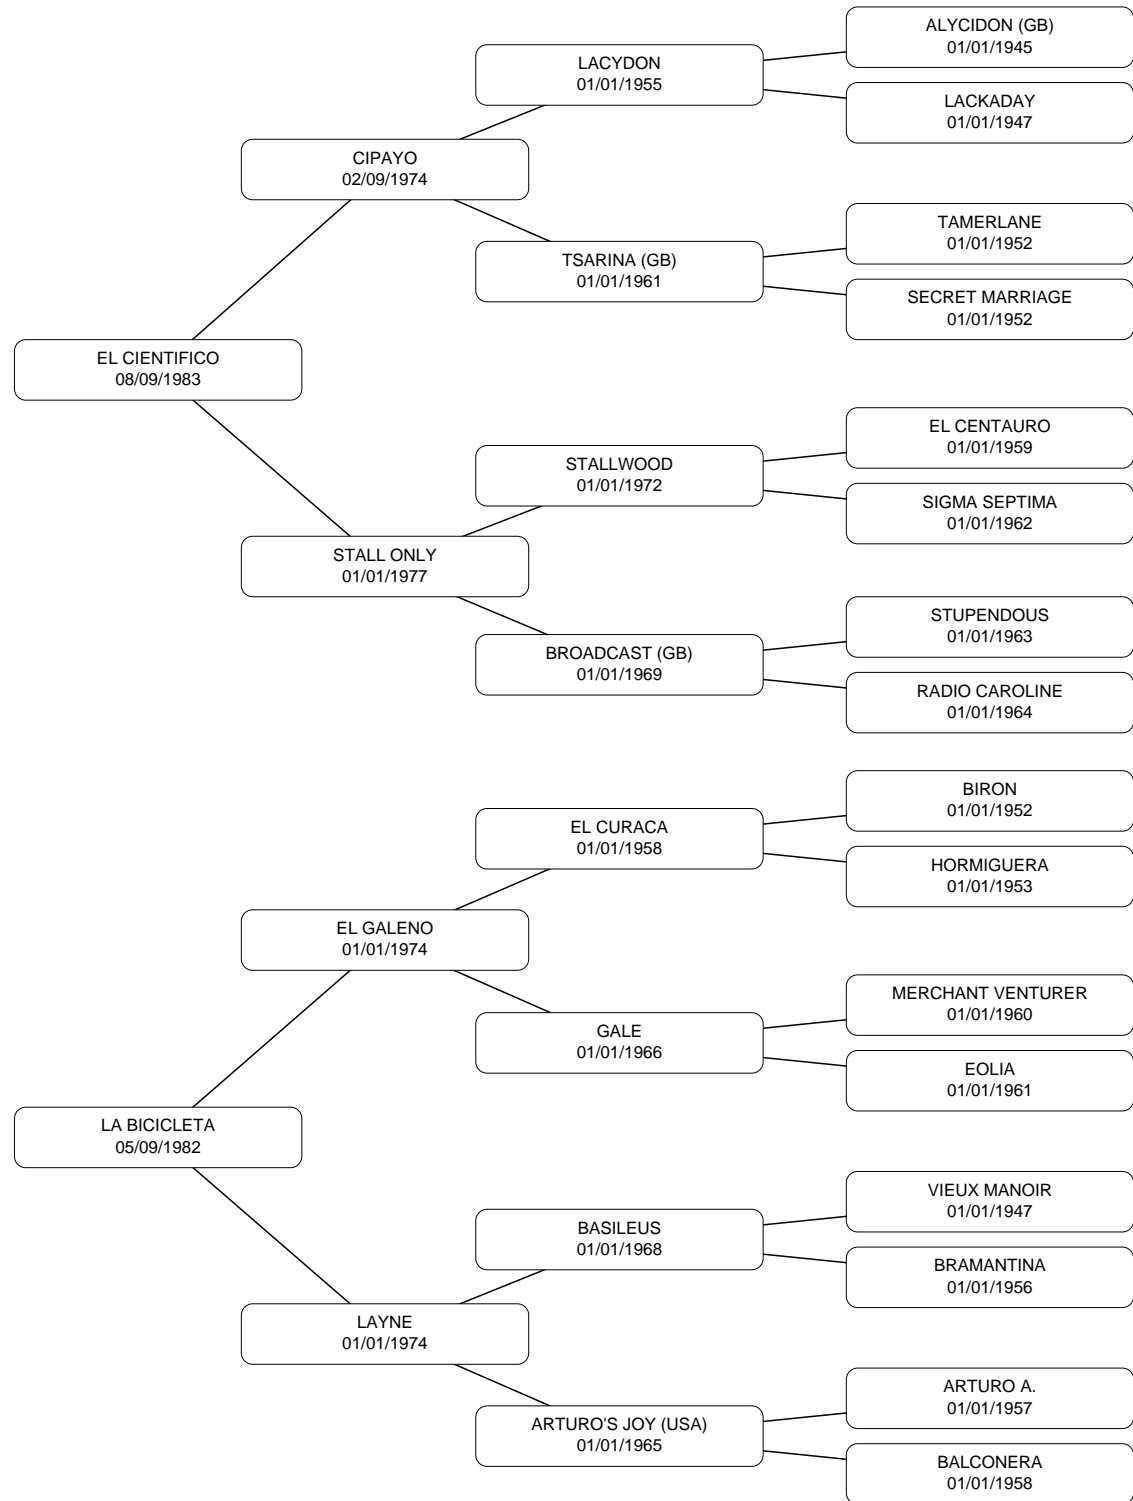 ALYCIDON (GB)
01/01/1945
LACYDON
01/01/1955
LACKADAY
01/01/1947
CIPAYO
02/09/1974
TAMERLANE
01/01/1952
TSARINA (GB)
01/01/1961
SECRET MARRIAGE
01/01/1952
EL CIENTIFICO
08/09/1983
EL CENTAURO
01/01/1959
STALLWOOD
01/01/1972
SIGMA SEPTIMA
01/01/1962
STALL ONLY
01/01/1977
STUPENDOUS
01/01/1963
BROADCAST (GB)
01/01/1969
RADIO CAROLINE
01/01/1964
BIRON
01/01/1952
EL CURACA
01/01/1958
HORMIGUERA
01/01/1953
EL GALENO
01/01/1974
MERCHANT VENTURER
01/01/1960
GALE
01/01/1966
EOLIA
01/01/1961
LA BICICLETA
05/09/1982
VIEUX MANOIR
01/01/1947
BASILEUS
01/01/1968
BRAMANTINA
01/01/1956
LAYNE
01/01/1974
ARTURO A.
01/01/1957
ARTURO'S JOY (USA)
01/01/1965
BALCONERA
01/01/1958